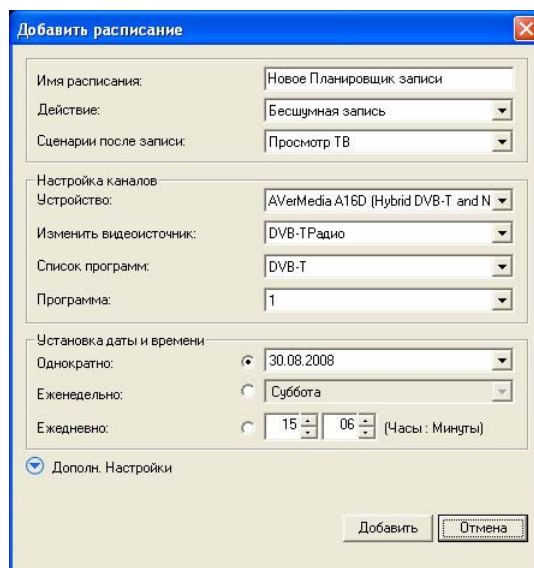 Добавить расписание
Имя расписания: Новое Планировщик записи
Действие: Бесшумная запись
Сценарии после записи: Просмотр ТВ
Настройка каналов
Устройство: AVerMedia A16D (Hybrid DVB-T and N
Изменить видеоисточник: DVB-TРадио
Список программ: DVB-T
Программа: 1
Установка даты и времени
Однократно: 30.08.2008
Еженедельно: Суббота
Ежедневно: 15 06 (Часы : Минуты)
Дополн. Настройки
Добавить Отмена